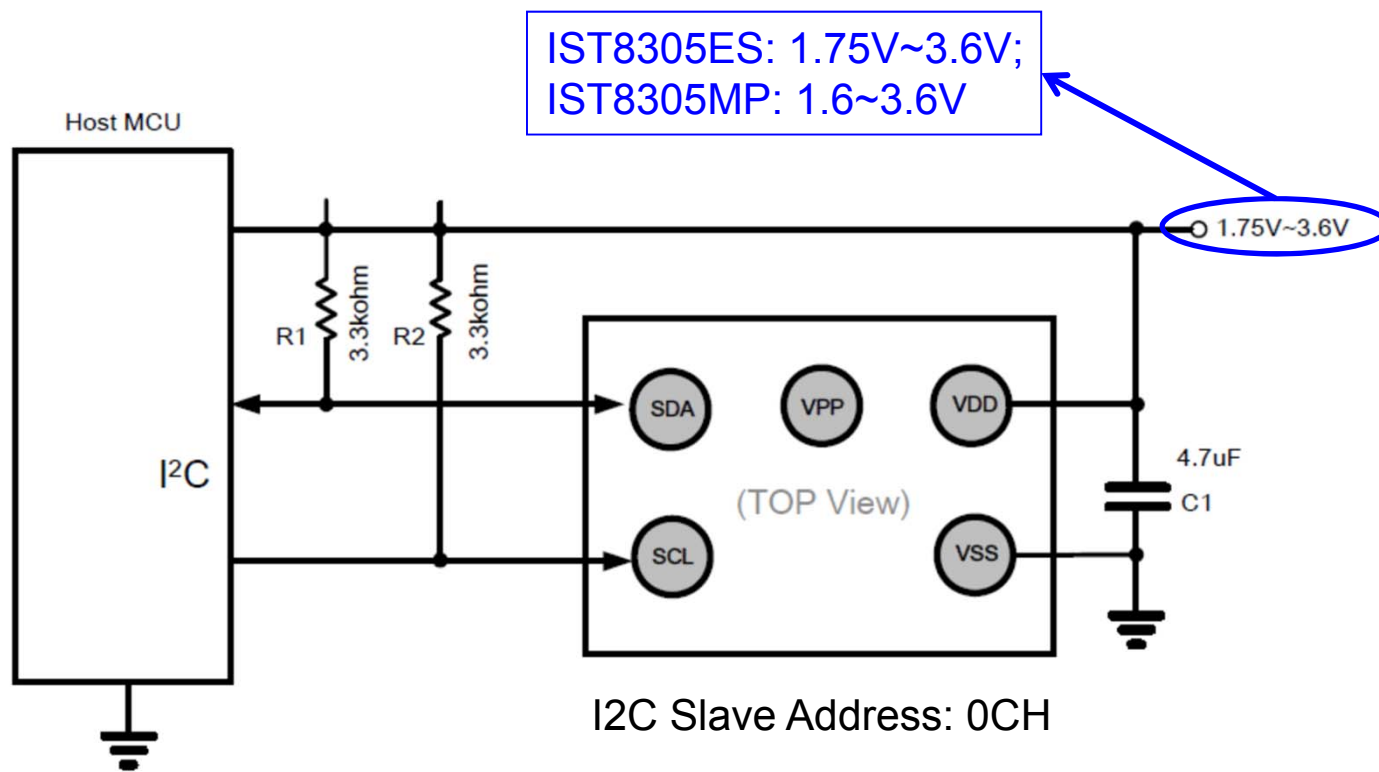 IST8305ES: 1.75V~3.6V;
IST8305MP: 1.6~3.6V
Host MCU
1.75V~3.6V
R1
3.3kohm
R2
3.3kohm
SDA
VPP
VDD
4.7uF
C1
I²C
(TOP View)
SCL
VSS
I2C Slave Address: 0CH